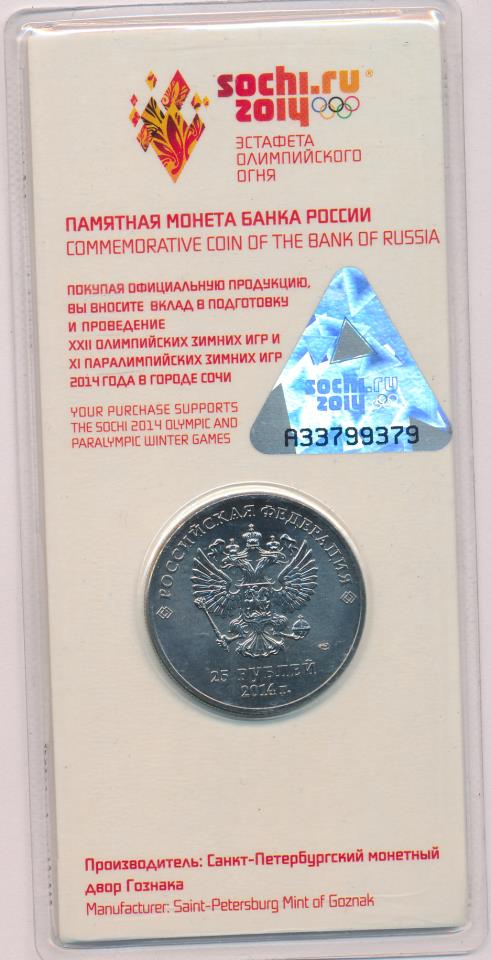 sochi.ru
2014
ЭСТАФЕТА
ОЛИМПИЙСКОГО
ОГНЯ
ПАМЯТНАЯ МОНЕТА БАНКА РОССИИ
COMMEMORATIVE COIN OF THE BANK OF RUSSIA
ПОКУПАЯ ОФИЦИАЛЬНУЮ ПРОДУКЦИЮ,
ВЫ ВНОСИТЕ ВКЛАД В ПОДГОТОВКУ
И ПРОВЕДЕНИЕ
XXII ОЛИМПИЙСКИХ ЗИМНИХ ИГР И
XI ПАРАЛИМПИЙСКИХ ЗИМНИХ ИГР
2014 ГОДА В ГОРОДЕ СОЧИ
YOUR PURCHASE SUPPORTS
THE SOCHI 2014 OLYMPIC AND
PARALYMPIC WINTER GAMES
sochi.ru
2014
A33799379
РОССИЙСКАЯ ФЕДЕРАЦИЯ
25 РУБЛЕЙ
2014 г.
Производитель: Санкт-Петербургский монетный
двор Гознака
Manufacturer: Saint-Petersburg Mint of Goznak